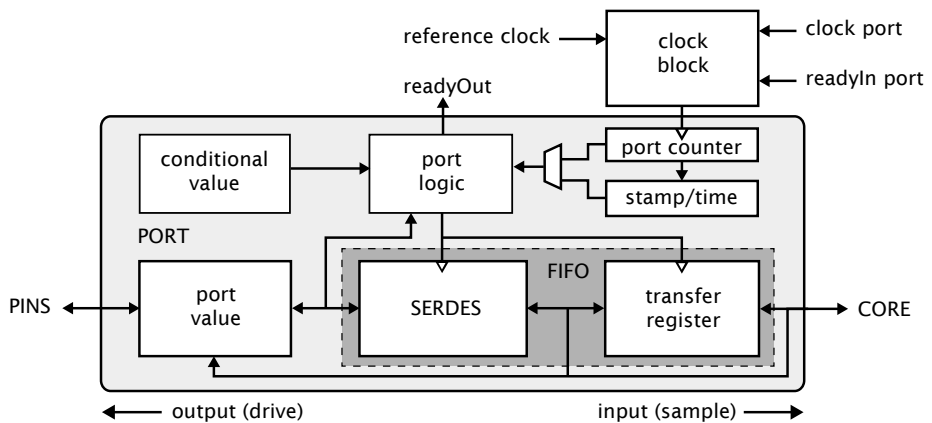 reference clock
clock
block
clock port
readyIn port
readyOut
conditional
value
port
logic
port counter
stamp/time
PORT
FIFO
PINS
port
value
SERDES
transfer
register
CORE
output (drive)
input (sample)